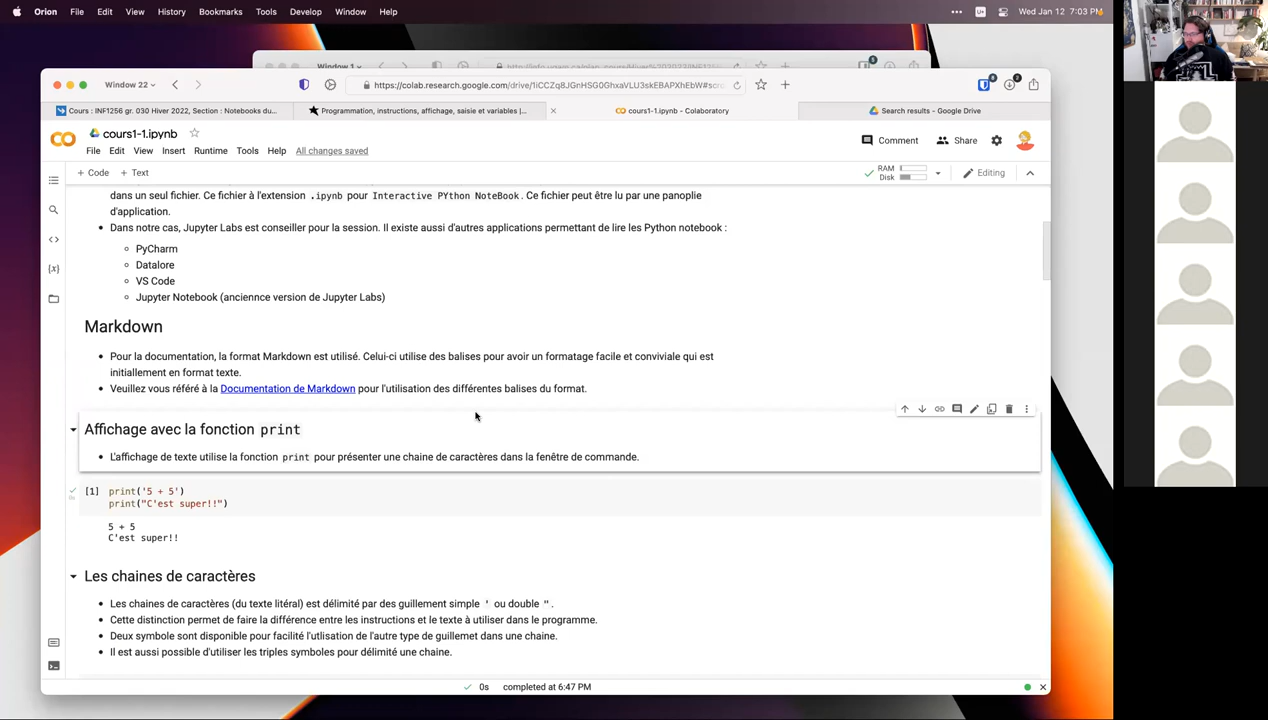 Orion File Edit View History Bookmarks Tools Develop Window Help
Wed Jan 12 7:03 PM
Window 1
Window 22
https://colab.research.google.com/drive/1iCCZq8JGnHSG0GhxaVLU3skEBAPXhEbW#scro
Cours : INF1256 gr. 030 Hiver 2022, Section : Notebooks du...
Programmation, instructions, affichage, saisie et variables |...
cours1-1.ipynb - Colaboratory
Search results - Google Drive
cours1-1.ipynb
Comment Share
File Edit View Insert Runtime Tools Help All changes saved
+ Code + Text
RAM
Disk
Editing
dans un seul fichier. Ce fichier à l'extension .ipynb pour Interactive PYthon NoteBook. Ce fichier peut être lu par une panoplie
d'application.
Dans notre cas, Jupyter Labs est conseiller pour la session. Il existe aussi d'autres applications permettant de lire les Python notebook :
PyCharm
Datalore
VS Code
Jupyter Notebook (anciennce version de Jupyter Labs)
Markdown
Pour la documentation, la format Markdown est utilisé. Celui-ci utilise des balises pour avoir un formatage facile et conviviale qui est
initiallement en format texte.
Veuillez vous référé à la Documentation de Markdown pour l'utilisation des différentes balises du format.
Affichage avec la fonction print
L'affichage de texte utilise la fonction print pour présenter une chaine de caractères dans la fenêtre de commande.
[1] print('5 + 5')
print("C'est super!!")
5 + 5
C'est super!!
Les chaines de caractères
Les chaines de caractères (du texte litéral) est délimité par des guillement simple ' ou double ".
Cette distinction permet de faire la différence entre les instructions et le texte à utiliser dans le programme.
Deux symbole sont disponible pour facilité l'utlisation de l'autre type de guillemet dans une chaine.
Il est aussi possible d'utiliser les triples symboles pour délimité une chaine.
0s completed at 6:47 PM